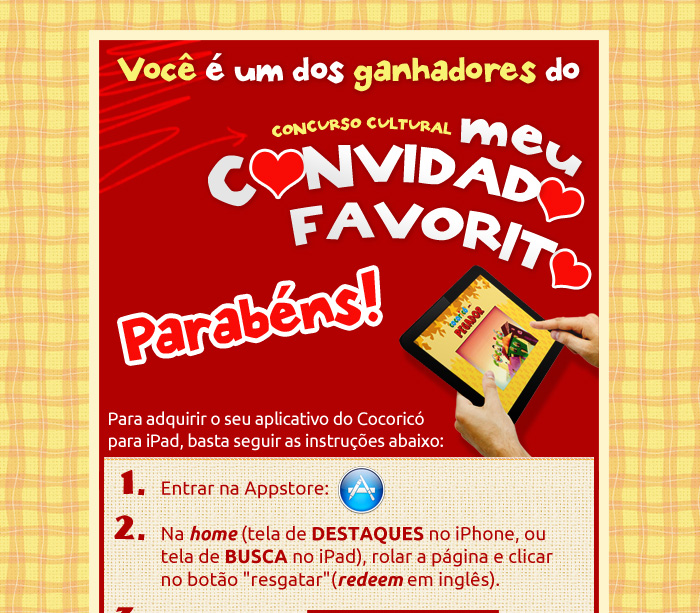 Você é um dos ganhadores do
CONCURSO CULTURAL meu
CONVIDADO
FAVORITO
Parabéns!
Para adquirir o seu aplicativo do Cocoricó
para iPad, basta seguir as instruções abaixo:
1. Entrar na Appstore:
2. Na home (tela de DESTAQUES no iPhone, ou
tela de BUSCA no iPad), rolar a página e clicar
no botão "resgatar"(redeem em inglês).